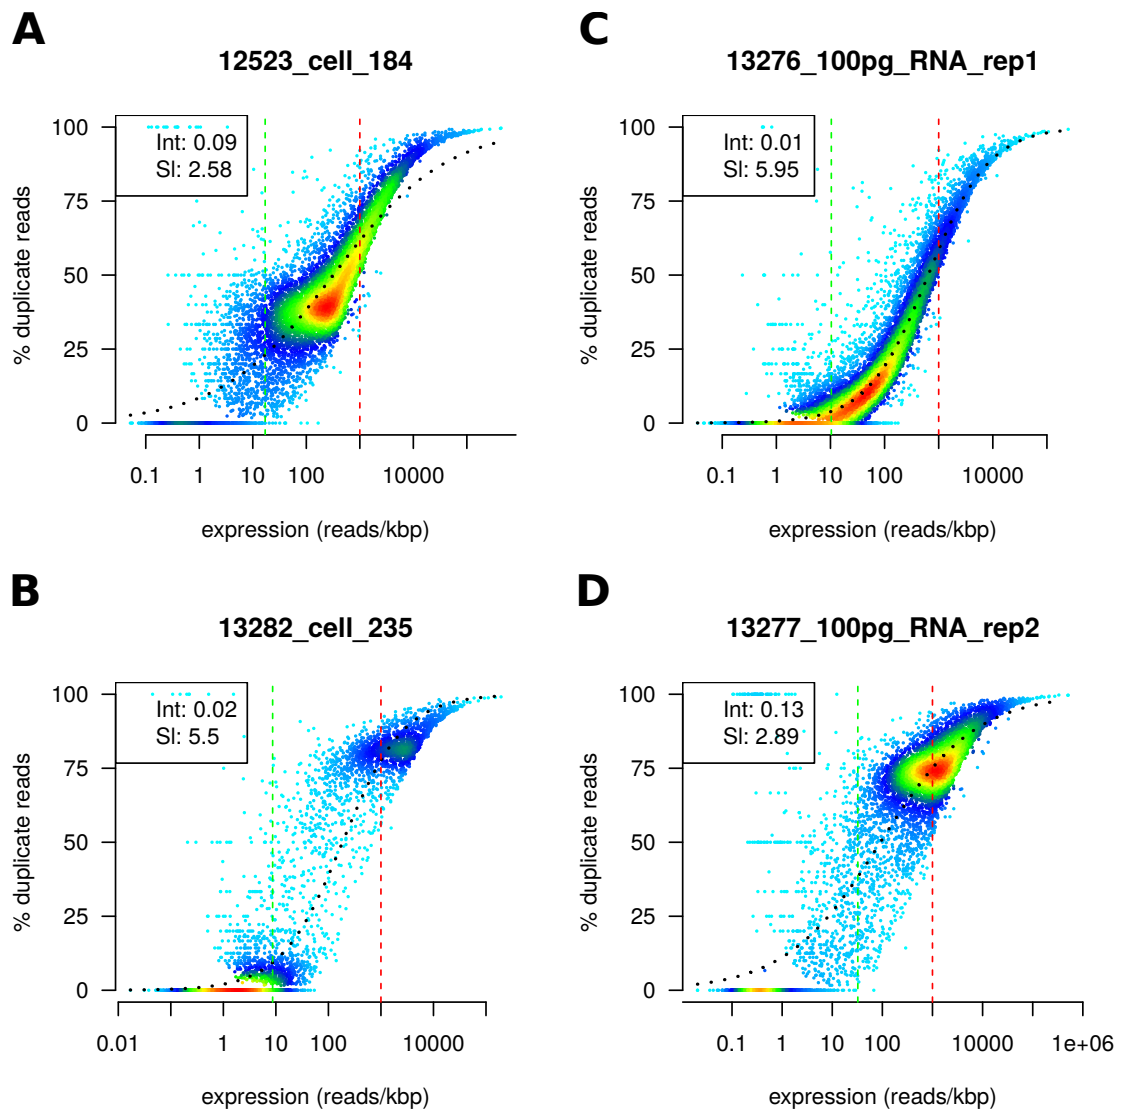 A
12523_cell_184
Int: 0.09
Sl: 2.58
100
75
50
25
0
% duplicate reads
0.1 1 10 100 10000
expression (reads/kbp)
C
13276_100pg_RNA_rep1
Int: 0.01
Sl: 5.95
100
75
50
25
0
% duplicate reads
0.1 1 10 100 10000
expression (reads/kbp)
B
13282_cell_235
Int: 0.02
Sl: 5.5
100
75
50
25
0
% duplicate reads
0.01 1 10 100 10000
expression (reads/kbp)
D
13277_100pg_RNA_rep2
Int: 0.13
Sl: 2.89
100
75
50
25
0
% duplicate reads
0.1 1 10 100 10000 1e+06
expression (reads/kbp)